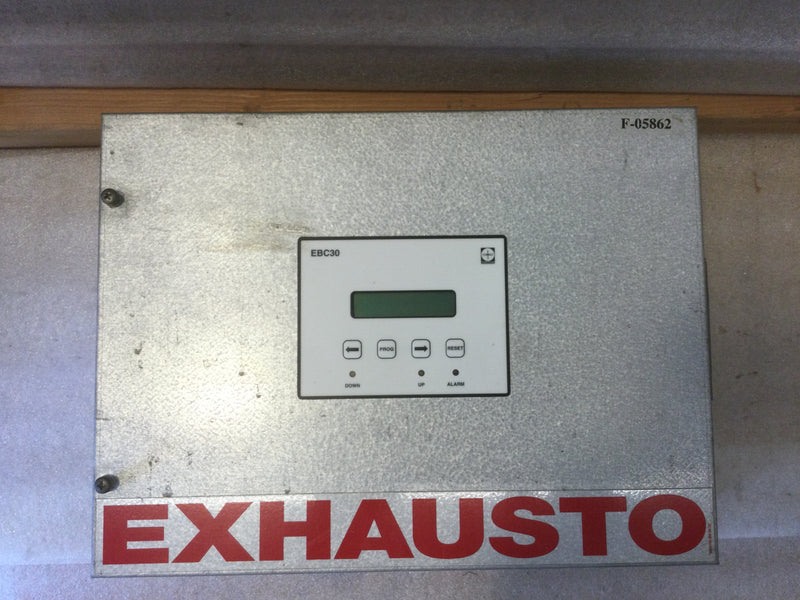 F-05862
EBC30
PROG RESET
DOWN UP ALARM
EXHAUSTO